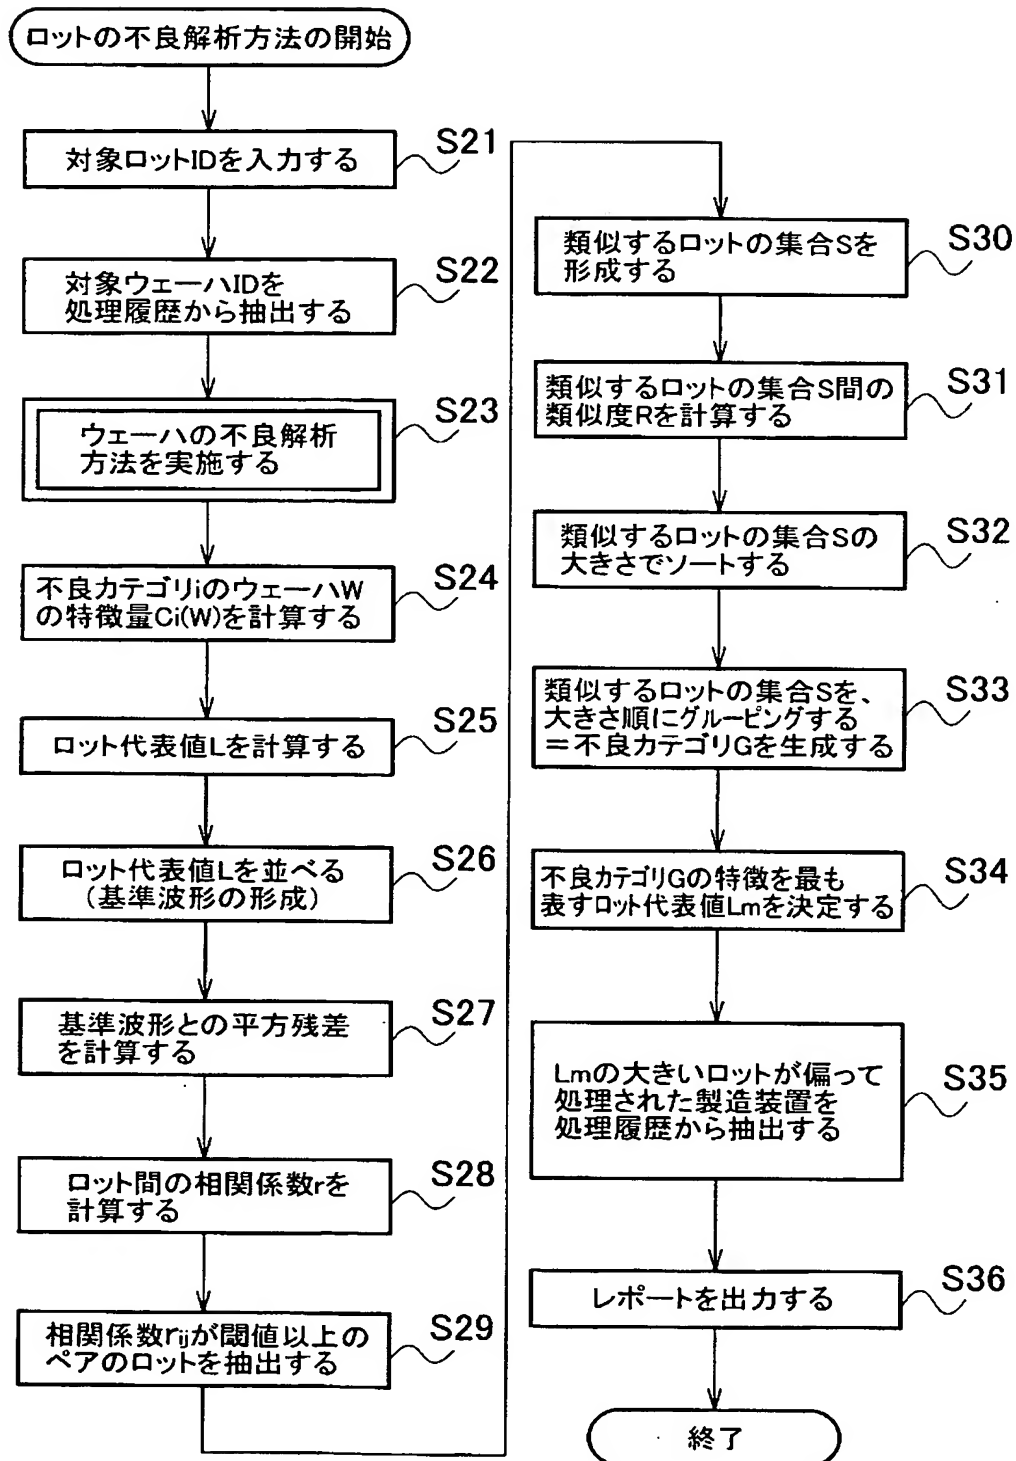 ロットの不良解析方法の開始
対象ロットIDを入力する
S21
対象ウェーハIDを
処理履歴から抽出する
S22
ウェーハの不良解析
方法を実施する
S23
不良カテゴリiのウェーハW
の特徴量Ci(W)を計算する
S24
ロット代表値Lを計算する
S25
ロット代表値Lを並べる
(基準波形の形成)
S26
基準波形との平方残差
を計算する
S27
ロット間の相関係数rを
計算する
S28
相関係数rijが閾値以上の
ペアのロットを抽出する
S29
類似するロットの集合Sを
形成する
S30
類似するロットの集合S間の
類似度Rを計算する
S31
類似するロットの集合Sの
大きさでソートする
S32
類似するロットの集合Sを、
大きさ順にグルーピングする
=不良カテゴリGを生成する
S33
不良カテゴリGの特徴を最も
表すロット代表値Lmを決定する
S34
Lmの大きいロットが偏って
処理された製造装置を
処理履歴から抽出する
S35
レポートを出力する
S36
終了